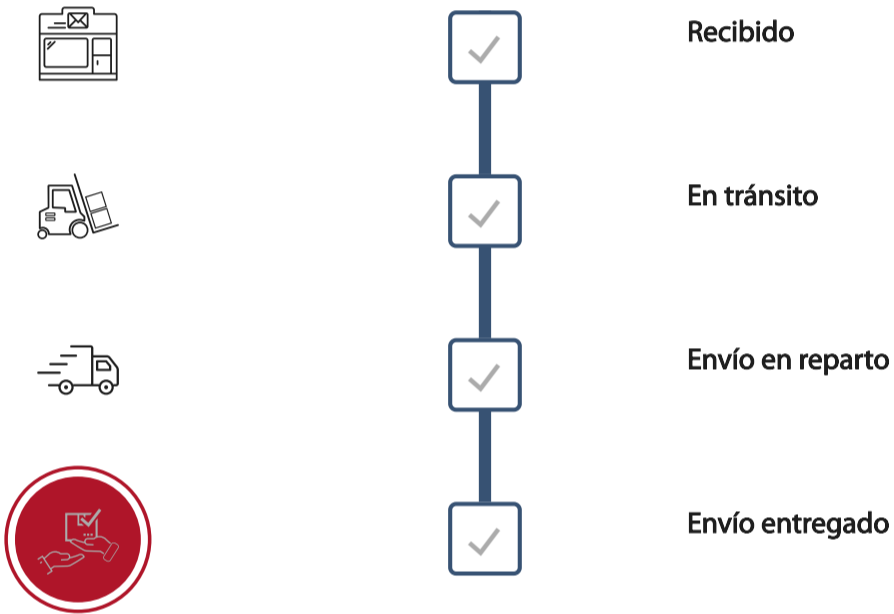 Recibido
En tránsito
Envío en reparto
Envío entregado